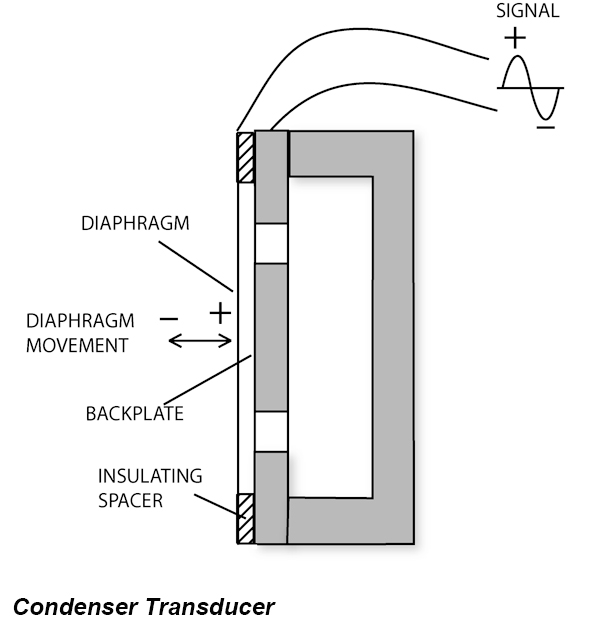 SIGNAL
+
−
DIAPHRAGM
− +
DIAPHRAGM
MOVEMENT
BACKPLATE
INSULATING
SPACER
Condenser Transducer